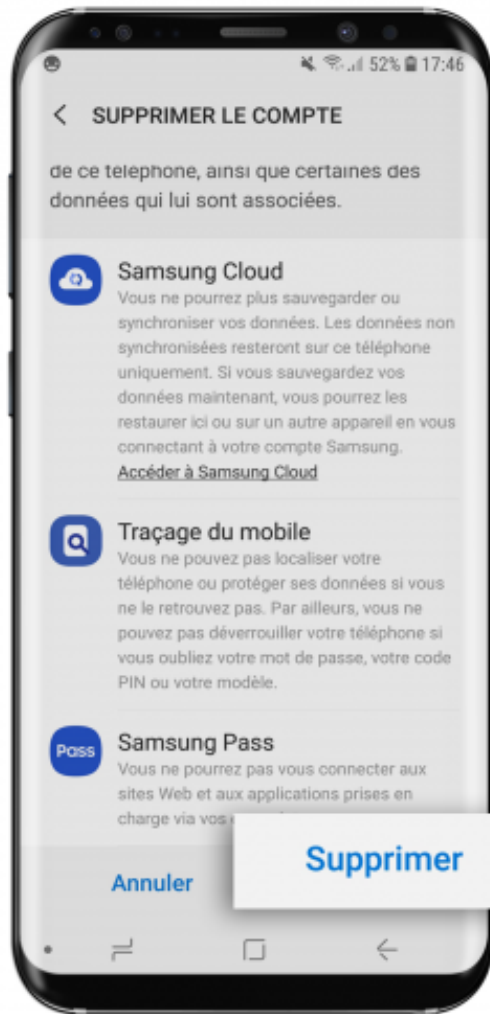 52% 17:46
SUPPRIMER LE COMPTE
de ce telephone, ainsi que certaines des
données qui lui sont associées.
Samsung Cloud
Vous ne pourrez plus sauvegarder ou
synchroniser vos données. Les données non
synchronisées resteront sur ce téléphone
uniquement. Si vous sauvegardez vos
données maintenant, vous pourrez les
restaurer ici ou sur un autre appareil en vous
connectant à votre compte Samsung.
Accéder à Samsung Cloud
Traçage du mobile
Vous ne pouvez pas localiser votre
téléphone ou protéger ses données si vous
ne le retrouvez pas. Par ailleurs, vous ne
pouvez pas déverrouiller votre téléphone si
vous oubliez votre mot de passe, votre code
PIN ou votre modèle.
Pass
Samsung Pass
Vous ne pourrez pas vous connecter aux
sites Web et aux applications prises en
charge via vos
Annuler
Supprimer